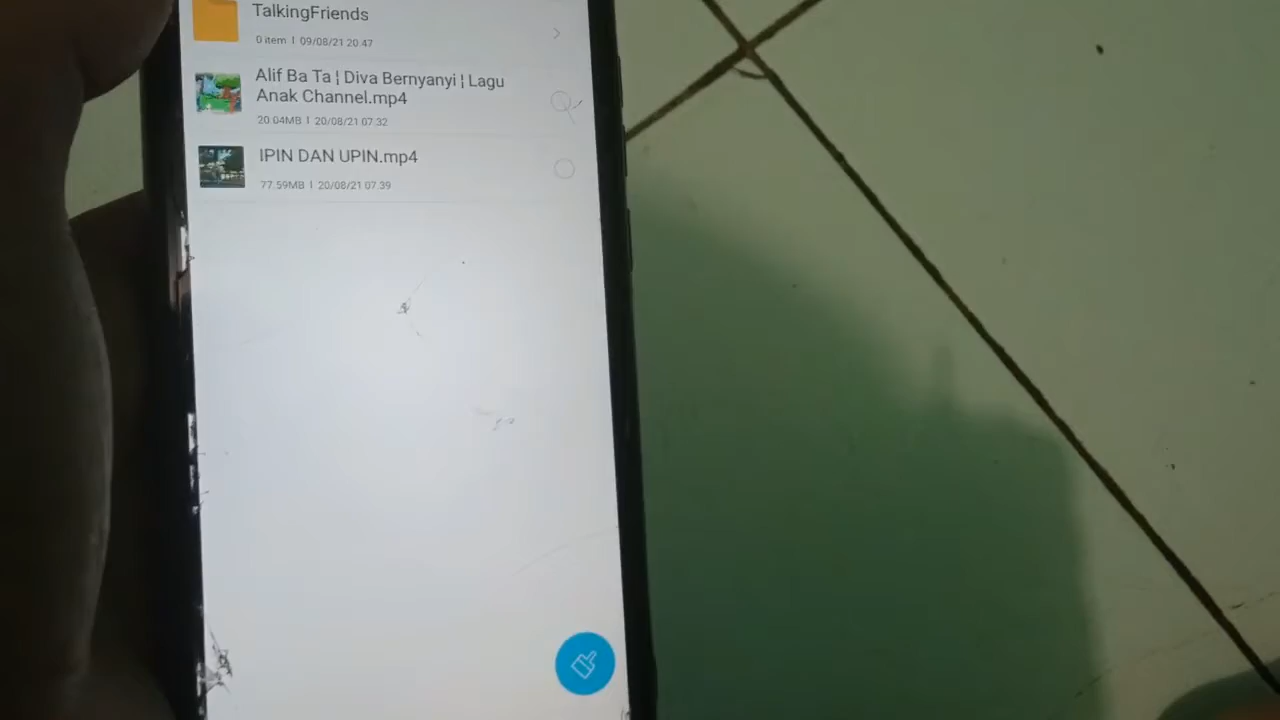 TalkingFriends
0 item | 09/08/21 20.47
Alif Ba Ta ¦ Diva Bernyanyi ¦ Lagu
Anak Channel.mp4
20.04MB | 20/08/21 07.32
IPIN DAN UPIN.mp4
77.59MB | 20/08/21 07.39